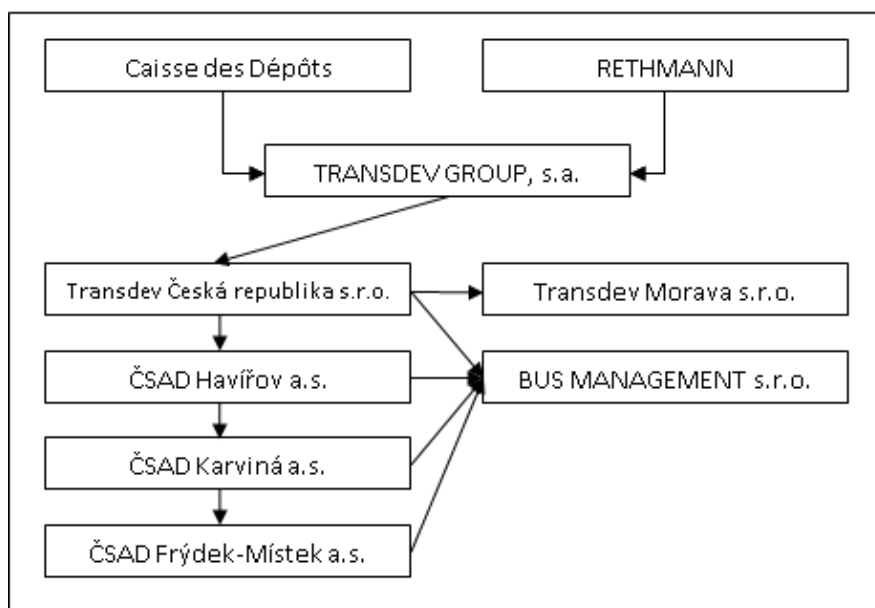 Caisse des Dépôts
RETHMANN
TRANSDEV GROUP, s.a.
Transdev Česká republika s.r.o.
Transdev Morava s.r.o.
ČSAD Havířov a.s.
BUS MANAGEMENT s.r.o.
ČSAD Karviná a.s.
ČSAD Frýdek-Místek a.s.